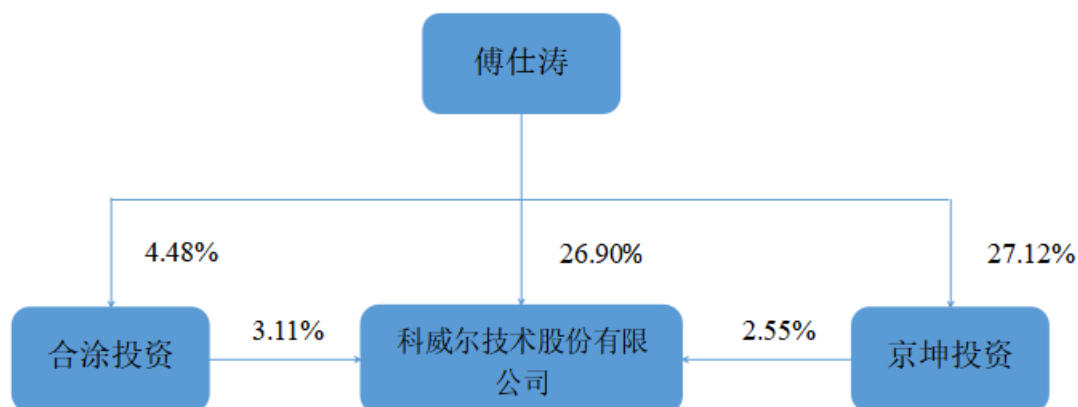 傅仕涛
4.48%
26.90%
27.12%
合涂投资
3.11%
科威尔技术股份有限
公司
2.55%
京坤投资